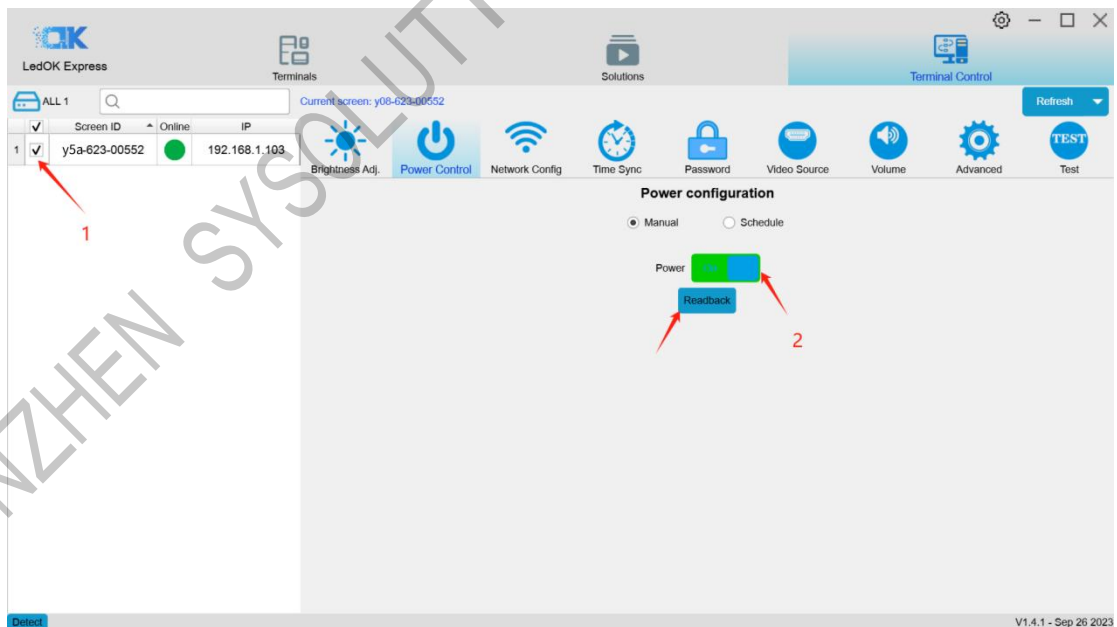 LedOK Express
Terminals
Solutions
Terminal Control
ALL 1
Current screen: y08-623-00552
Refresh
Screen ID Online IP
1 y5a-623-00552 192.168.1.103
Brightness Adj. Power Control Network Config Time Sync Password Video Source Volume Advanced Test
TEST
Power configuration
Manual Schedule
Power
Readback
1
2
Detect
V1.4.1 - Sep 26 2023
NZHEN SYSOLUT